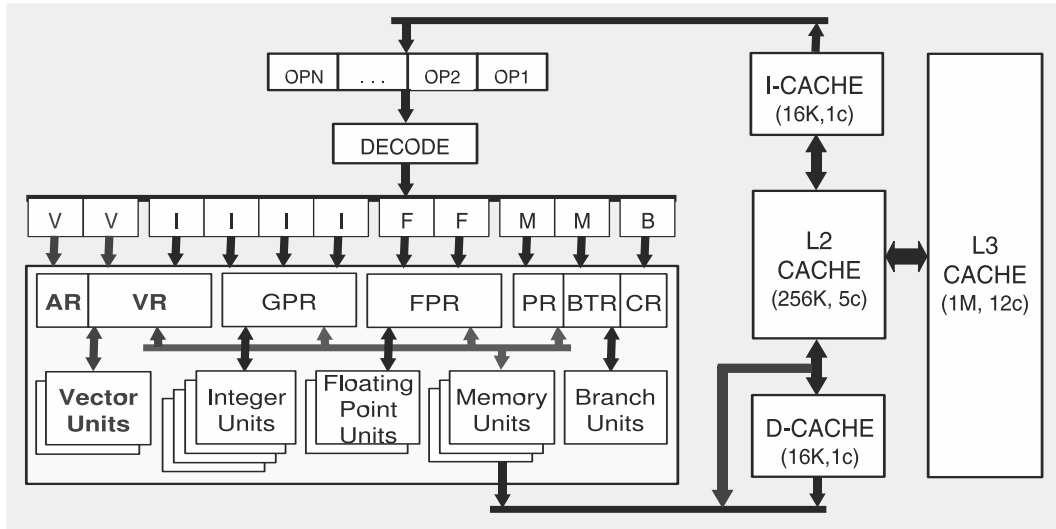 OPN ... OP2 OP1
DECODE
V V I I I I F F M M B
AR VR GPR FPR PR BTR CR
Vector
Units
Integer
Units
Floating
Point
Units
Memory
Units
Branch
Units
I-CACHE
(16K,1c)
L2
CACHE
(256K, 5c)
D-CACHE
(16K,1c)
L3
CACHE
(1M, 12c)